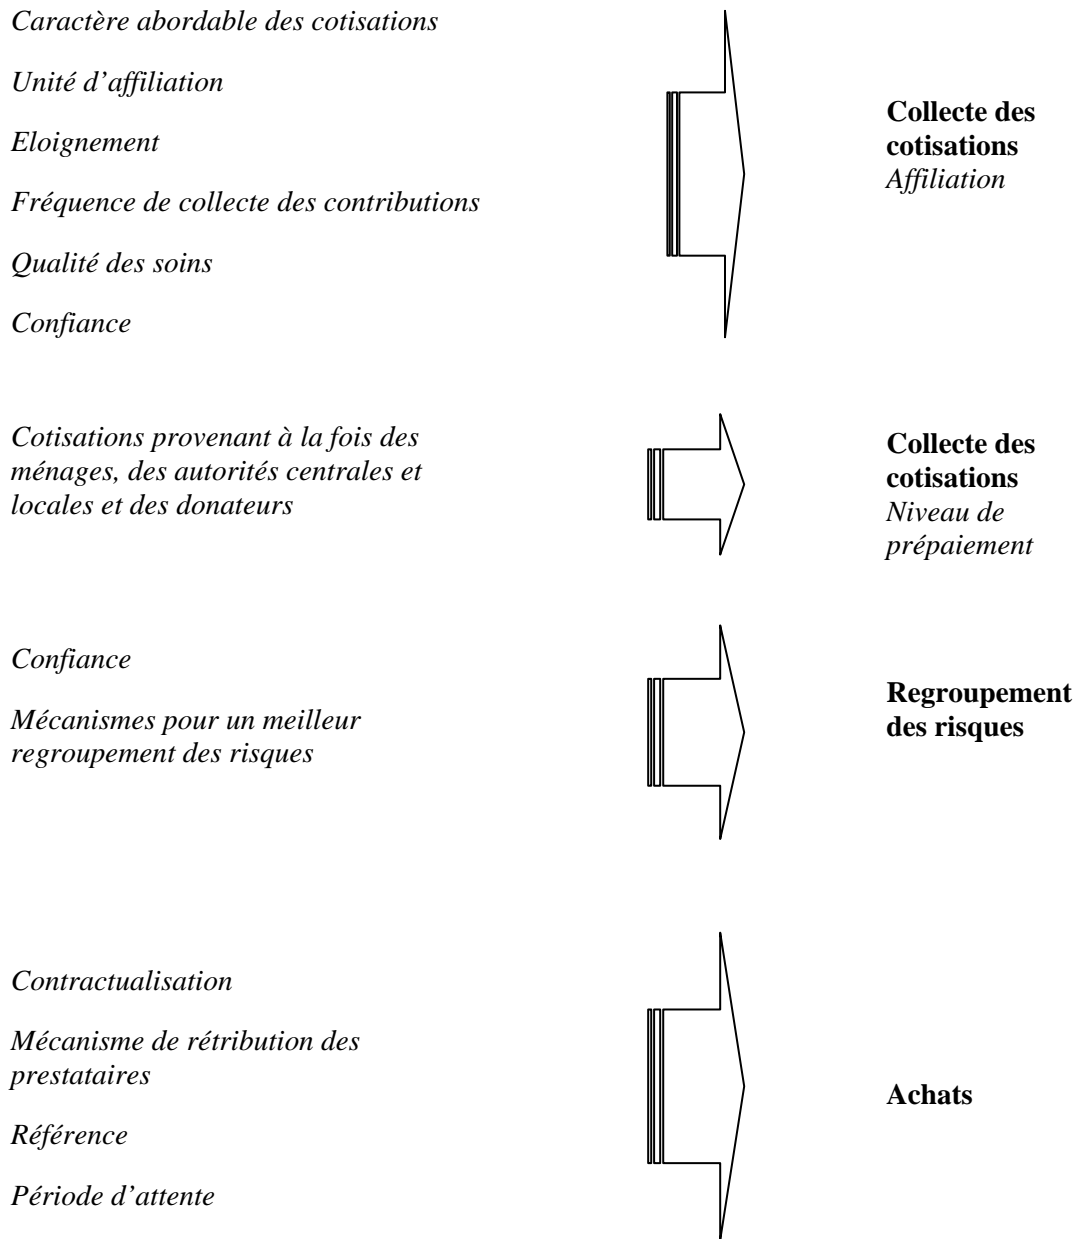 Caractère abordable des cotisations
Unité d'affiliation
Eloignement
Fréquence de collecte des contributions
Qualité des soins
Confiance
Collecte des
cotisations
Affiliation
Cotisations provenant à la fois des
ménages, des autorités centrales et
locales et des donateurs
Collecte des
cotisations
Niveau de
prépaiement
Confiance
Mécanismes pour un meilleur
regroupement des risques
Regroupement
des risques
Contractualisation
Mécanisme de rétribution des
prestataires
Référence
Période d'attente
Achats